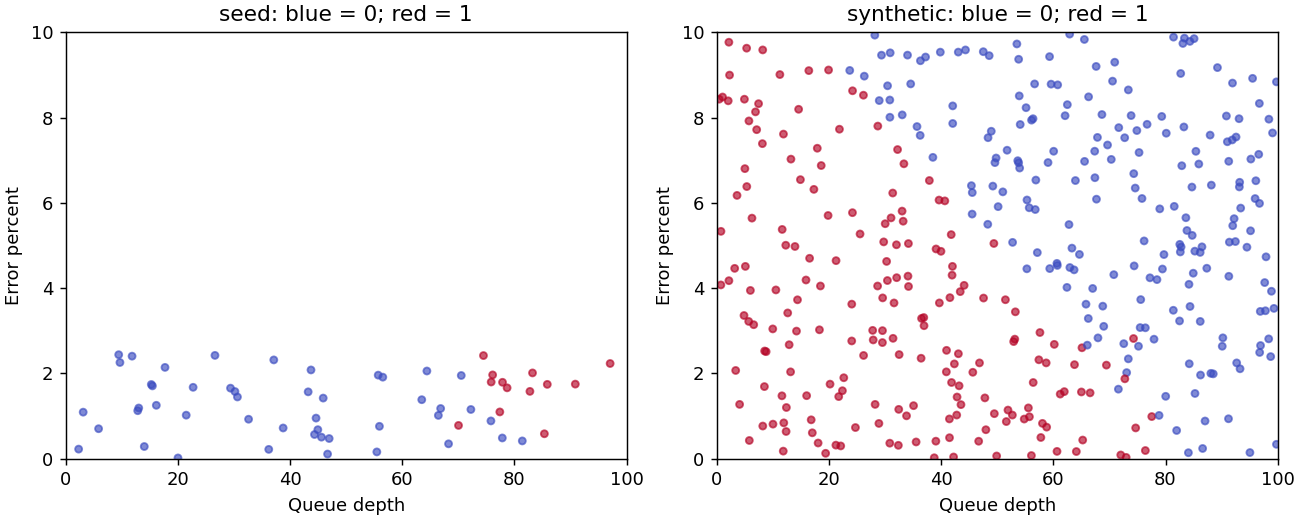 seed: blue = 0; red = 1
10
8
6
4
2
0
Error percent
0 20 40 60 80 100
Queue depth
synthetic: blue = 0; red = 1
10
8
6
4
2
0
Error percent
0 20 40 60 80 100
Queue depth